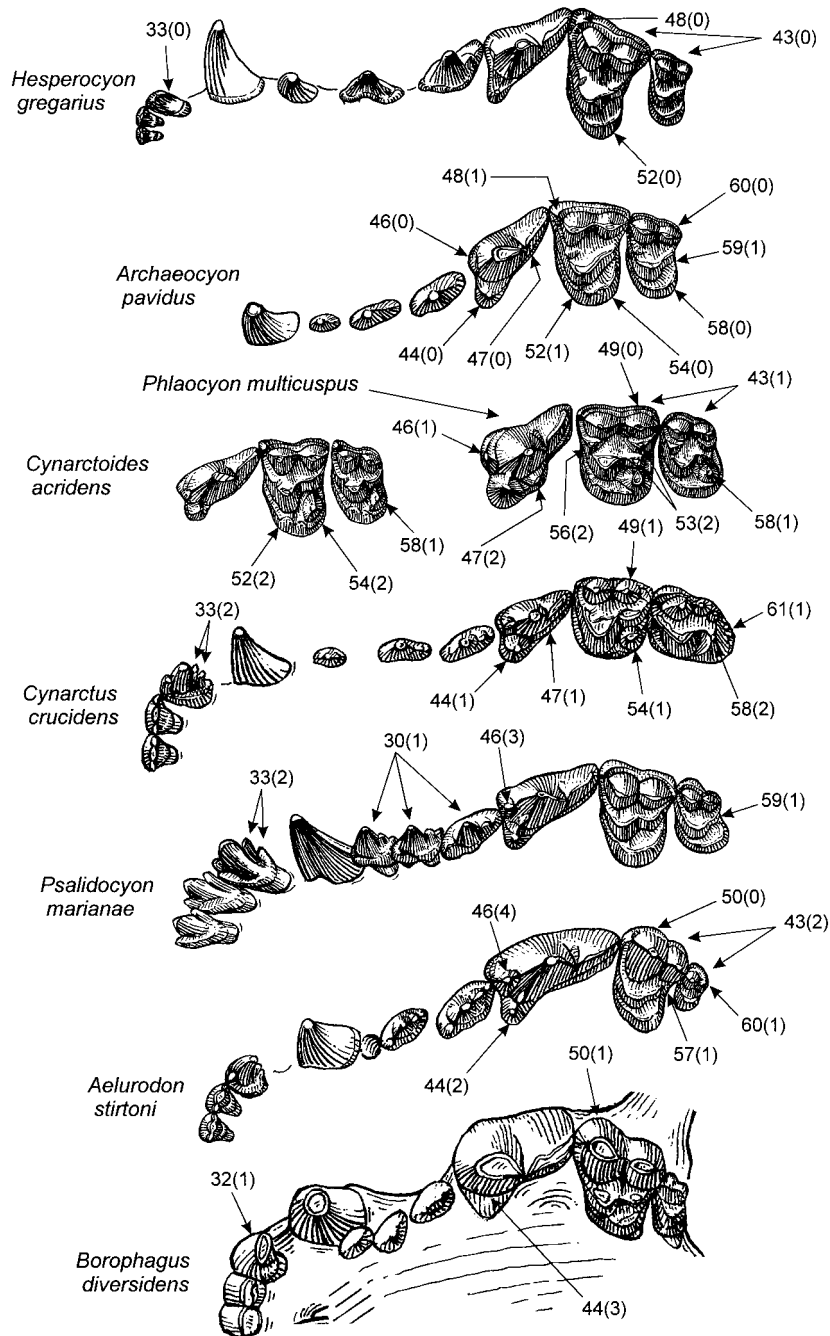 33(0)
48(0)
43(0)
Hesperocyon
gregarius
52(0)
48(1)
60(0)
46(0)
59(1)
Archaeocyon
pavidus
44(0)
47(0)
52(1)
54(0)
58(0)
49(0)
43(1)
Phlaocyon multicuspus
46(1)
Cynarctoides
acridens
52(2)
54(2)
58(1)
47(2)
56(2)
53(2)
58(1)
49(1)
33(2)
61(1)
Cynarctus
crucidens
44(1)
47(1)
54(1)
58(2)
33(2)
30(1)
46(3)
59(1)
Psalidocyon
marianae
50(0)
46(4)
43(2)
60(1)
57(1)
Aelurodon
stirtoni
44(2)
50(1)
32(1)
Borophagus
diversidens
44(3)